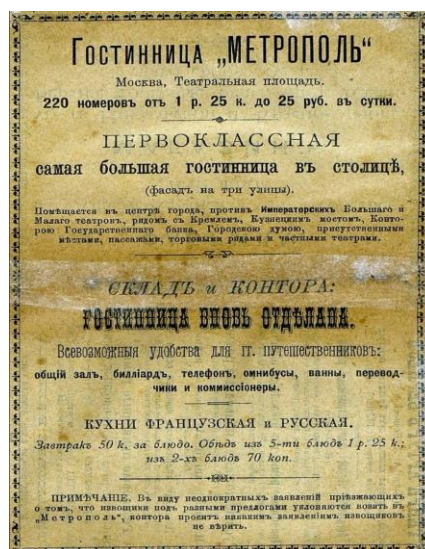 Гостинница „МЕТРОПОЛЬ“
Москва, Театральная площадь.
220 номеровъ отъ 1 р. 25 к. до 25 руб. въ сутки.
ПЕРВОКЛАССНАЯ
самая большая гостинница въ столицѣ,
(фасадъ на три улицы).
Помѣщается въ центрѣ города, противъ Императорскихъ Большаго и
Малаго театровъ, рядомъ съ Кремлемъ, Кузнецкимъ мостомъ, Конто-
рою Государственнаго банка, Городскою думою, присутственными
мѣстами, пассажами, торговыми рядами и частными театрами.
СКЛАДЪ и КОНТОРА:
ГОСТИННИЦА ВНОВЬ ОТДѢЛАНА.
Всевозможныя удобства для гг. путешественниковъ:
общій залъ, билліардъ, телефонъ, омнибусы, ванны, перевод-
чики и коммиссіонеры.
КУХНИ ФРАНЦУЗСКАЯ и РУССКАЯ.
Завтракъ 50 к. за блюдо. Обѣдъ изъ 5-ти блюдъ 1 р. 25 к.;
изъ 2-хъ блюдъ 70 коп.
ПРИМѢЧАНІЕ. Въ виду неоднократныхъ заявленій пріѣзжающихъ
о томъ, что извощики подъ разными предлогами уклоняются возить въ
„Метрополь“, контора проситъ никакимъ заявленіямъ извощиковъ
не вѣрить.